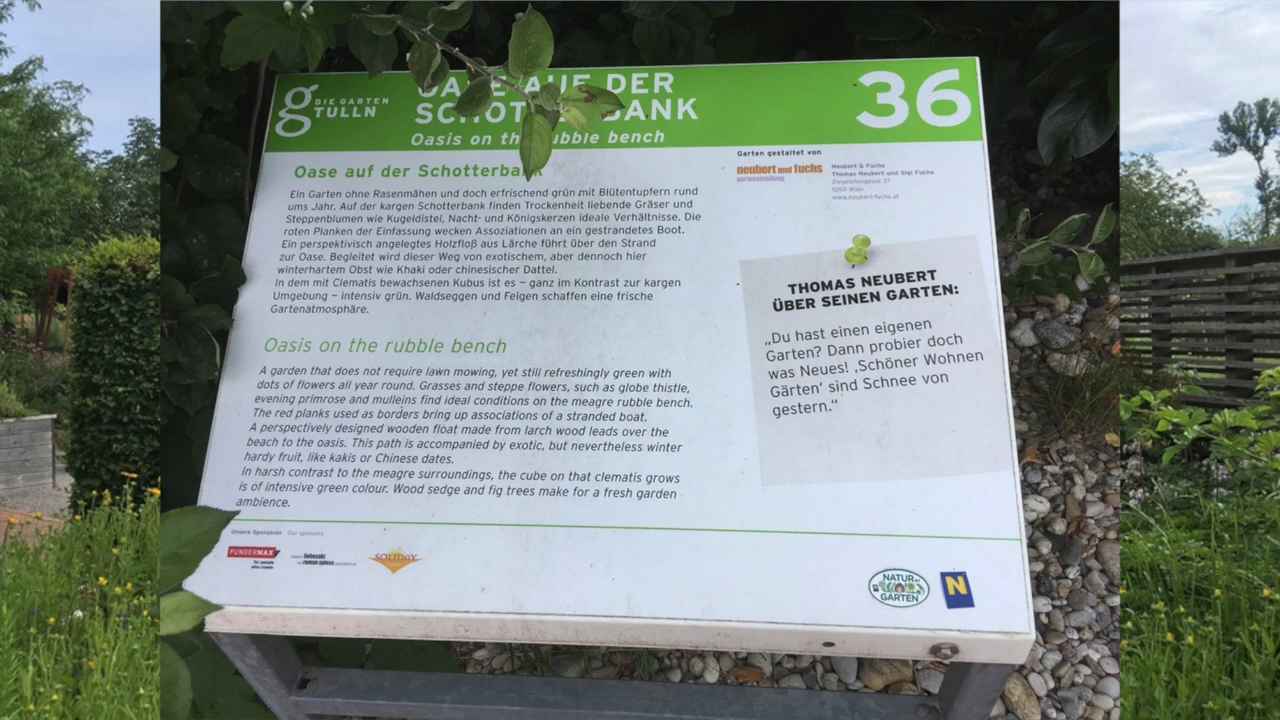 DIE GARTEN
TULLN
OASE AUF DER
SCHOTTERBANK
Oasis on the rubble bench
36
Oase auf der Schotterbank
Ein Garten ohne Rasenmähen und doch erfrischend grün mit Blütentupfern rund
ums Jahr. Auf der kargen Schotterbank finden Trockenheit liebende Gräser und
Steppenblumen wie Kugeldistel, Nacht- und Königskerzen ideale Verhältnisse. Die
roten Planken der Einfassung wecken Assoziationen an ein gestrandetes Boot.
Ein perspektivisch angelegtes Holzfloß aus Lärche führt über den Strand
zur Oase. Begleitet wird dieser Weg von exotischem, aber dennoch hier
winterhartem Obst wie Khaki oder chinesischer Dattel.
In dem mit Clematis bewachsenen Kubus ist es – ganz im Kontrast zur kargen
Umgebung – intensiv grün. Waldseggen und Feigen schaffen eine frische
Gartenatmosphäre.
Oasis on the rubble bench
A garden that does not require lawn mowing, yet still refreshingly green with
dots of flowers all year round. Grasses and steppe flowers, such as globe thistle,
evening primrose and mulleins find ideal conditions on the meagre rubble bench.
The red planks used as borders bring up associations of a stranded boat.
A perspectively designed wooden float made from larch wood leads over the
beach to the oasis. This path is accompanied by exotic, but nevertheless winter
hardy fruit, like kakis or Chinese dates.
In harsh contrast to the meagre surroundings, the cube on that clematis grows
is of intensive green colour. Wood sedge and fig trees make for a fresh garden
ambience.
Garten gestaltet von
neubert und fuchs
gartengestaltung
Neubert & Fuchs
Thomas Neubert und Sigi Fuchs
Ziegelofengasse 37
1050 Wien
www.neubert-fuchs.at
THOMAS NEUBERT
ÜBER SEINEN GARTEN:
„Du hast einen eigenen
Garten? Dann probier doch
was Neues! ‚Schöner Wohnen
Gärten‘ sind Schnee von
gestern.“
Unsere Sponsoren Our sponsors
FUNDERMAX
for people
who create
SOLIDAY
NATUR
GARTEN
N